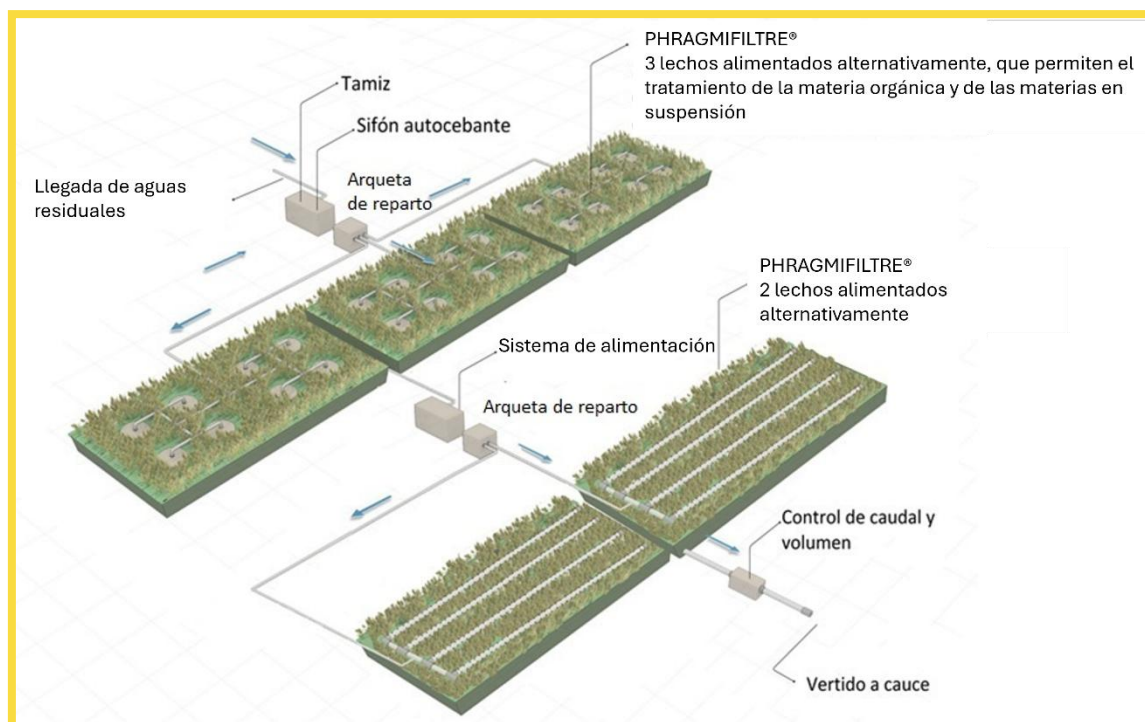 PHRAGMIFILTRE®
3 lechos alimentados alternativamente, que permiten el
tratamiento de la materia orgánica y de las materias en
suspensión
Tamiz
Sifón autocebante
Llegada de aguas
residuales
Arqueta
de reparto
PHRAGMIFILTRE®
2 lechos alimentados
alternativamente
Sistema de alimentación
Arqueta de reparto
Control de caudal y
volumen
Vertido a cauce